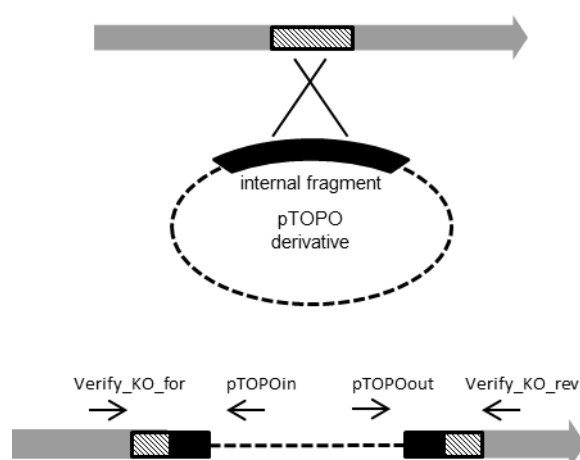 internal fragment
pTOPO
derivative
Verify_KO_for pTOPOin pTOPOout Verify_KO_rev